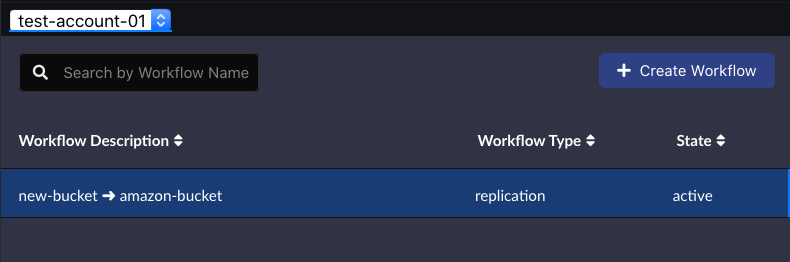 test-account-01
Search by Workflow Name
Create Workflow
Workflow Description Workflow Type State
new-bucket ➜ amazon-bucket replication active